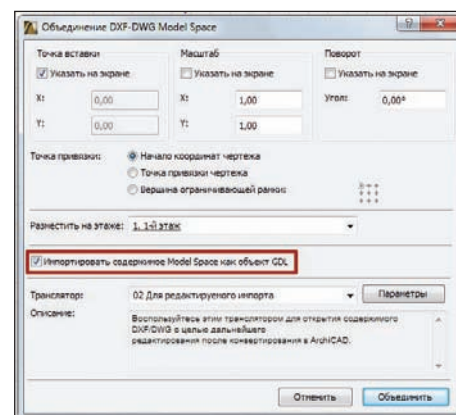 Объединение DXF-DWG Model Space
Точка вставки Масштаб Поворот
Указать на экране Указать на экране Указать на экране
X: 0,00 X: 1,00 Угол: 0,00°
Y: 0,00 Y: 1,00
Точка привязки: Начало координат чертежа
Точка привязки чертежа
Вершина ограничивающей рамки:
Разместить на этаже: 1. 1-й этаж
Импортировать содержимое Model Space как объект GDL
Транслятор: 02 Для редактируемого импорта Параметры
Описание: Воспользуйтесь этим транслятором для открытия содержимого
DXF/DWG с целью дальнейшего
редактирования после конвертирования в ArchiCAD.
Отменить Объединить